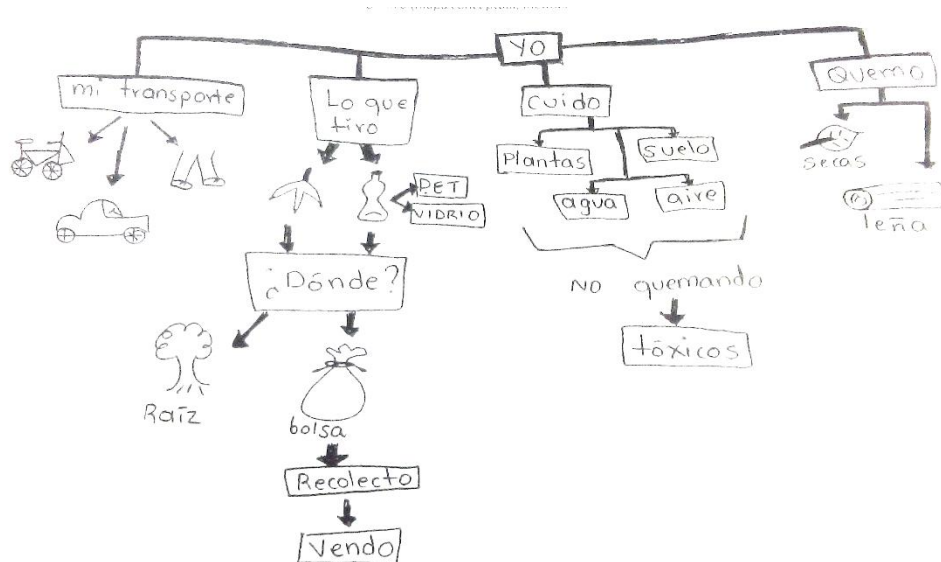 YO
mi transporte
Lo que
tiro
cuido
Quemo
Plantas
suelo
agua
aire
secas
leña
PET
VIDRIO
¿Dónde?
NO quemando
tóxicos
Raíz
bolsa
Recolecto
Vendo